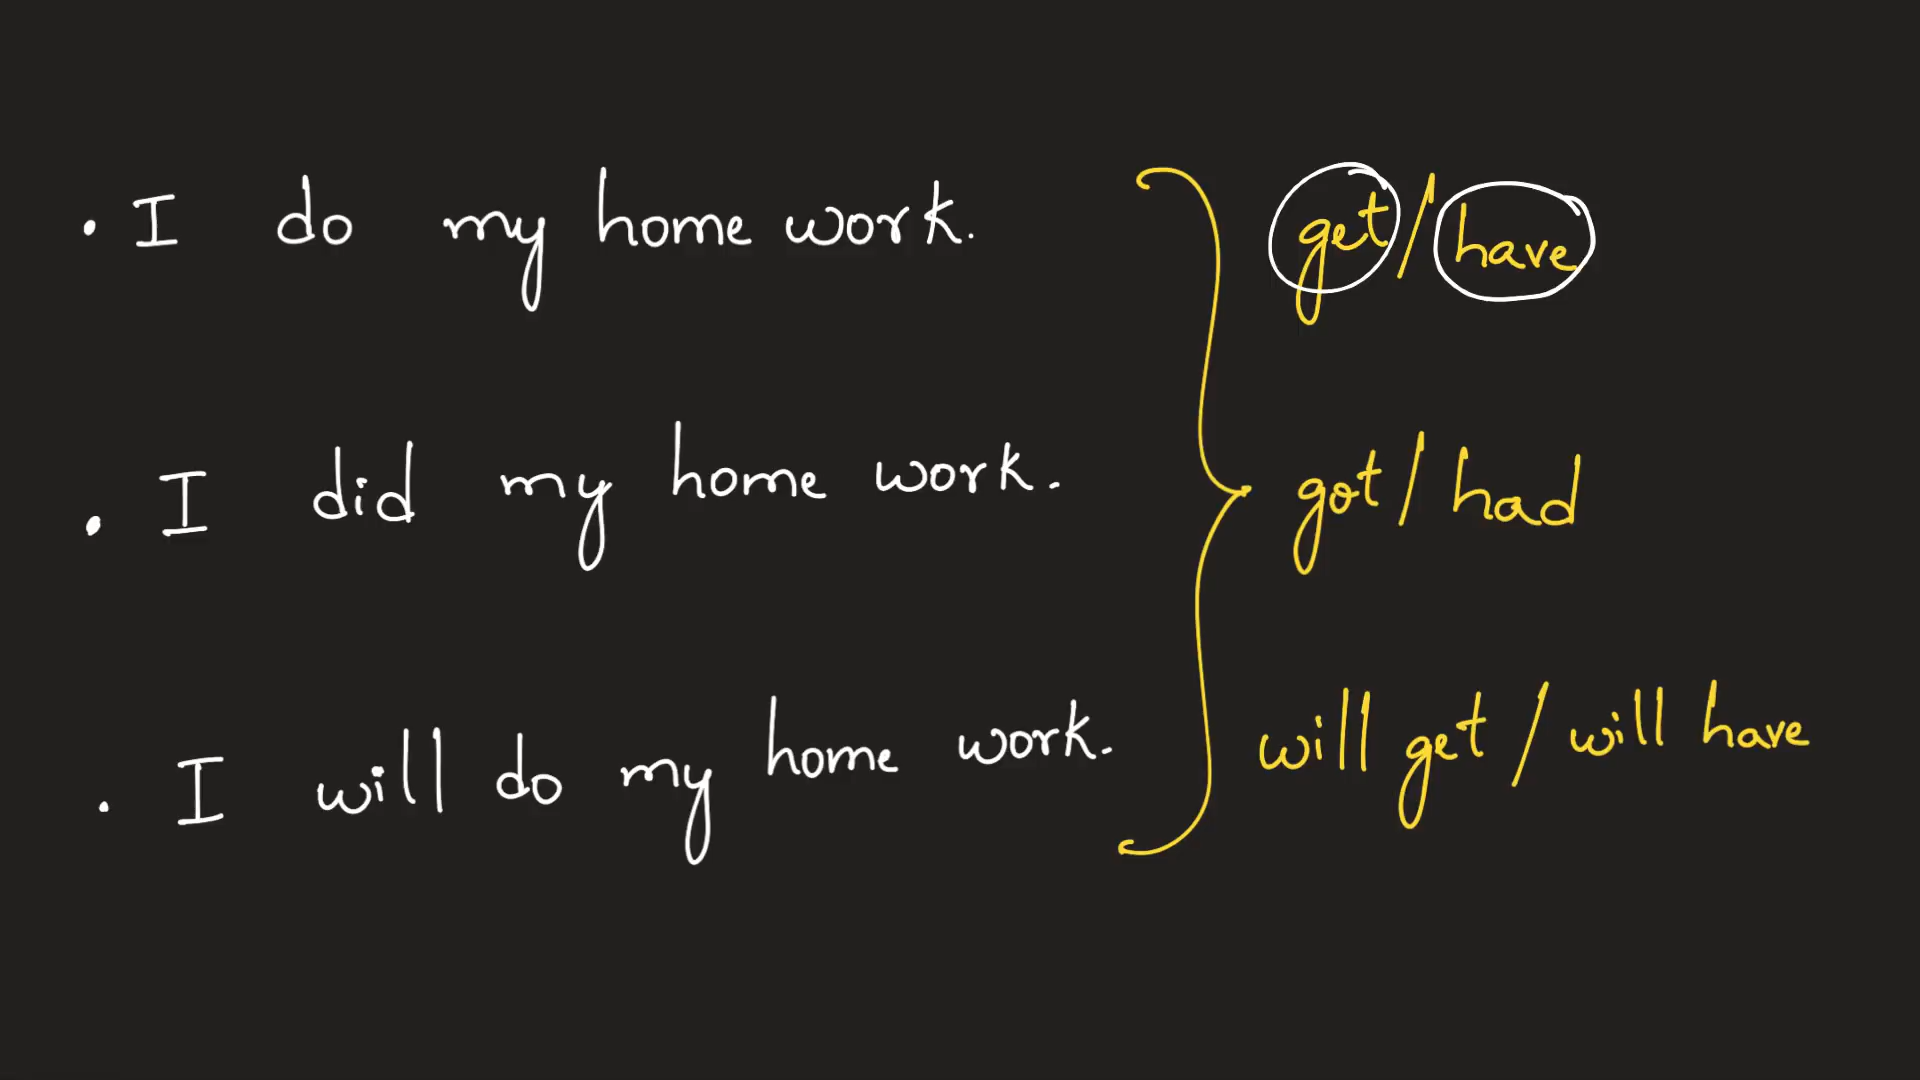 • I do my home work.
get / have
• I did my home work.
got / had
• I will do my home work.
will get / will have